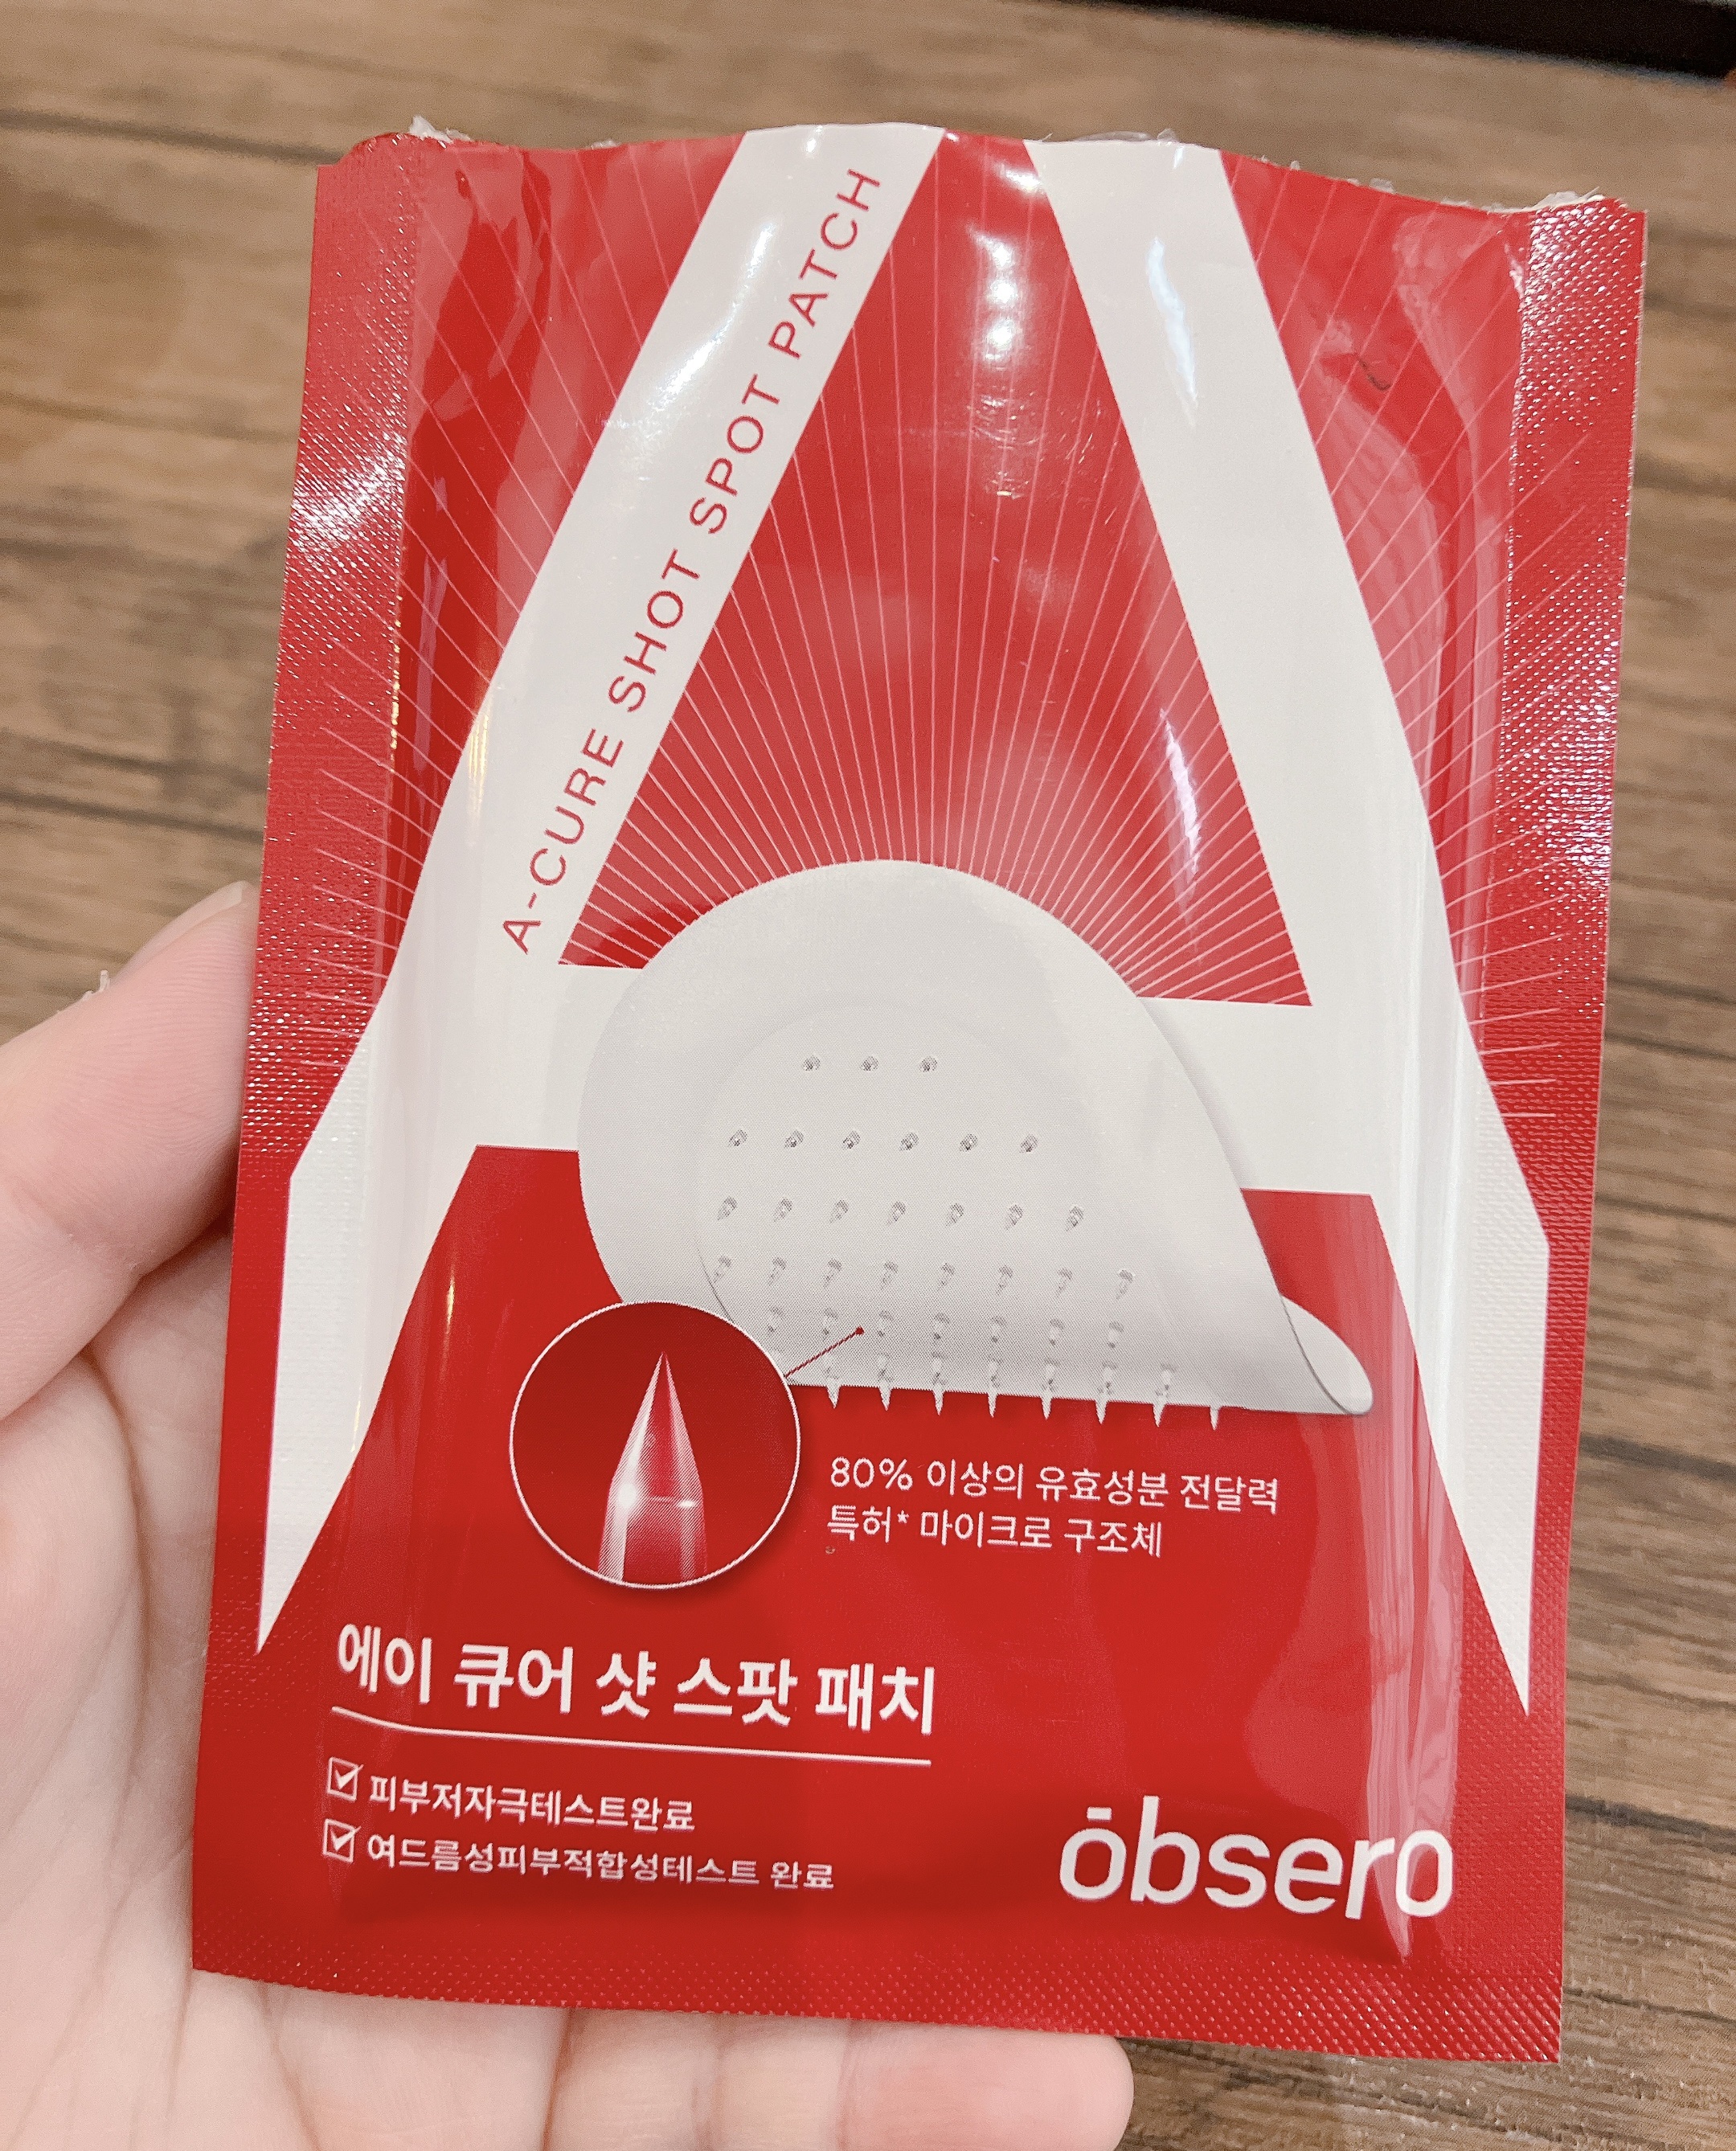 A-CURE SHOT SPOT PATCH
80% 이상의 유효성분 전달력
특허* 마이크로 구조체
에이 큐어 샷 스팟 패치
피부저자극테스트완료
여드름성피부적합성테스트 완료
ōbsero